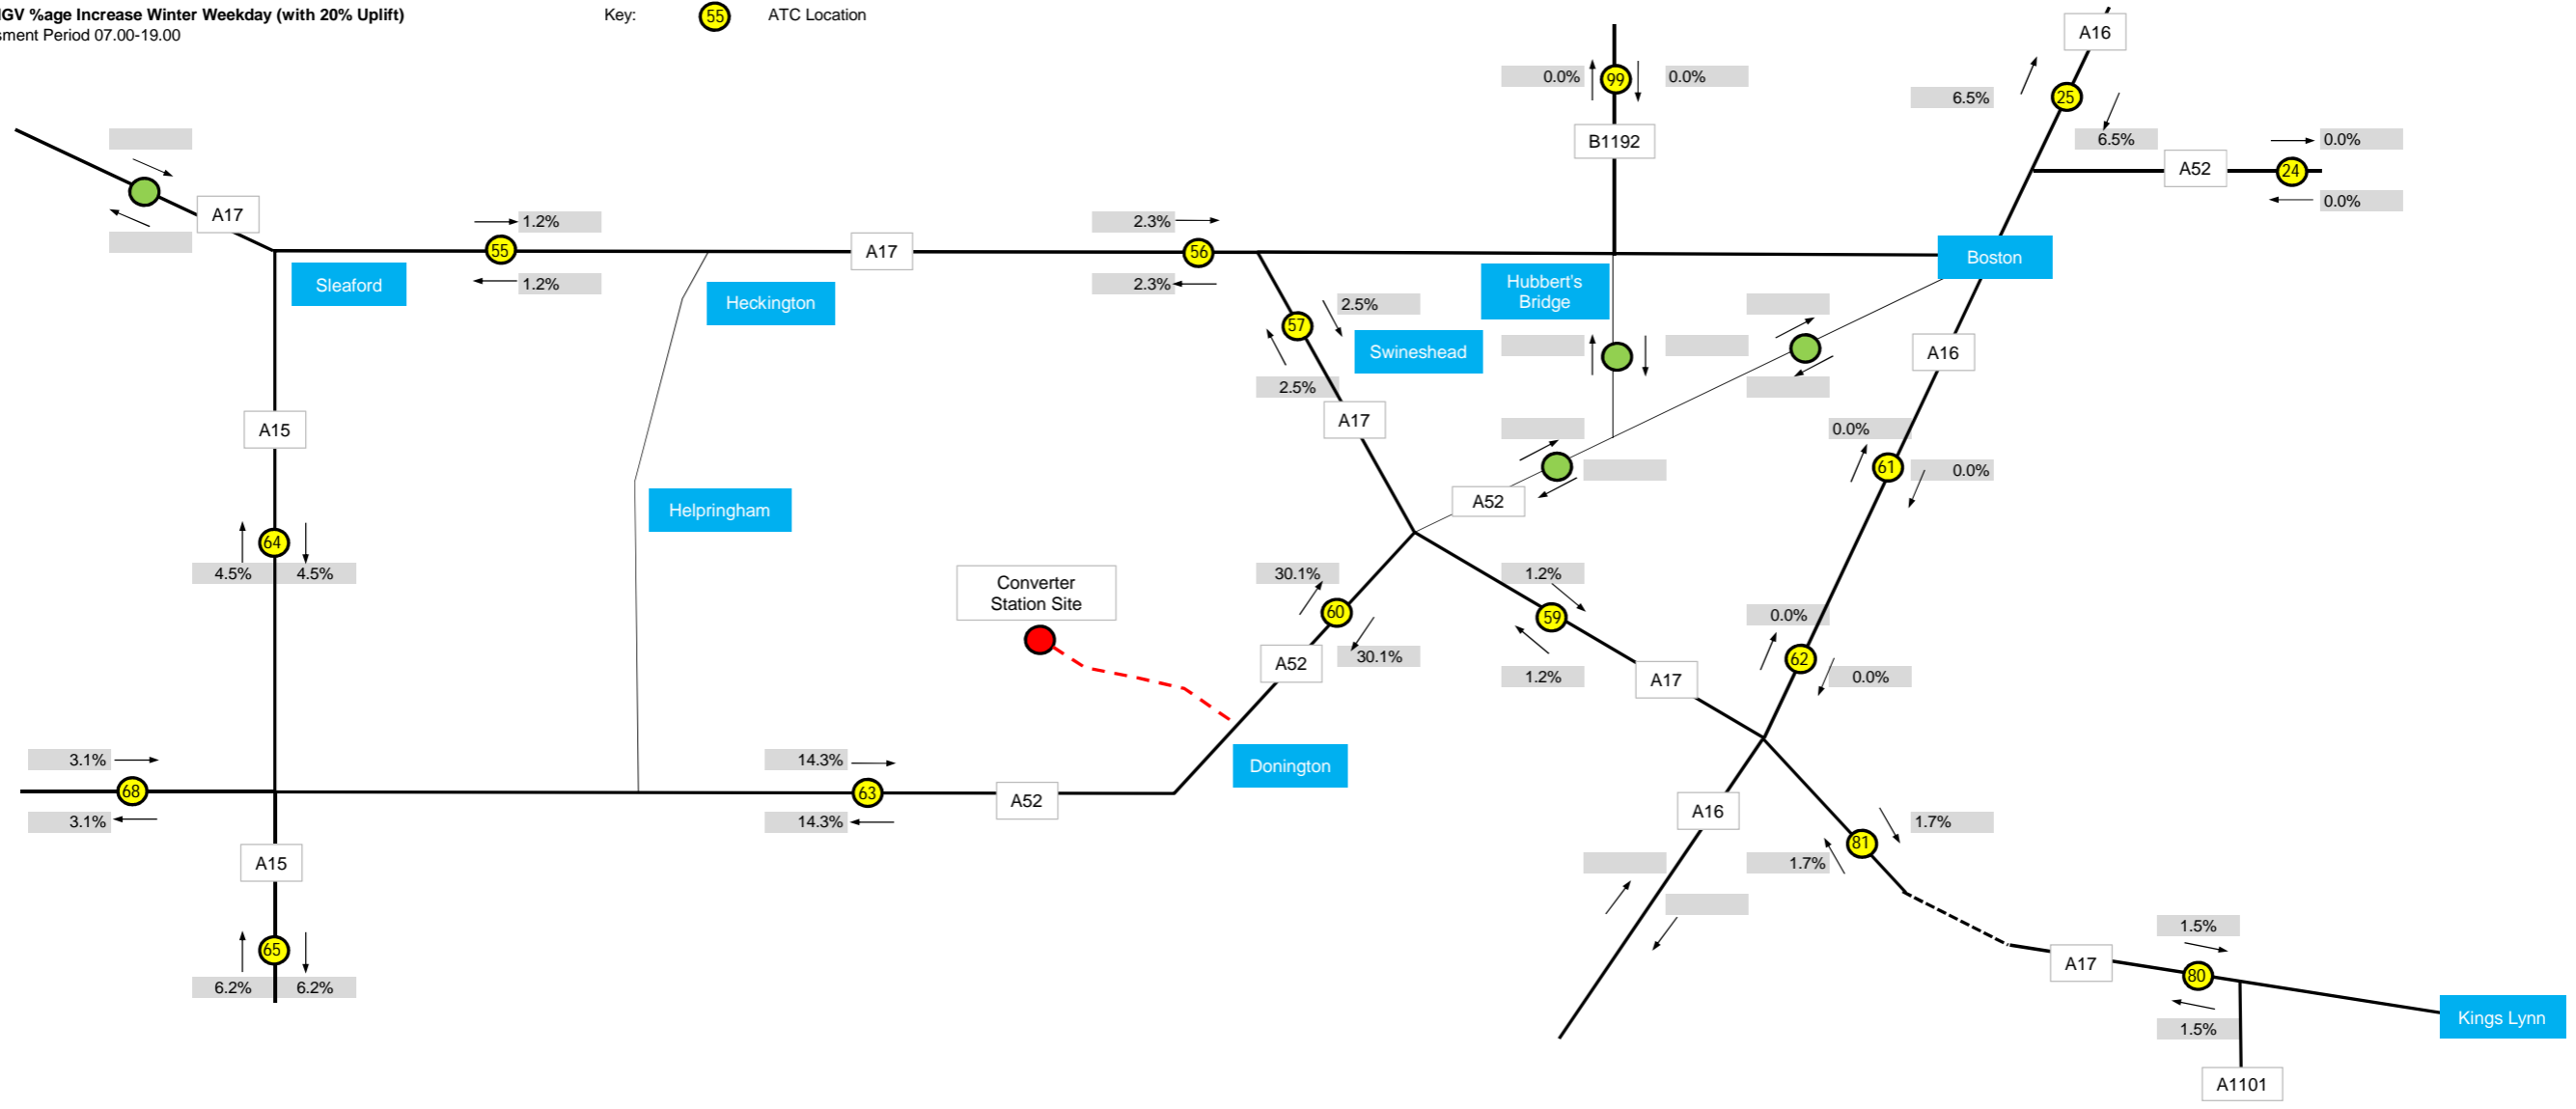 HGV %age Increase Winter Weekday (with 20% Uplift)
sment Period 07.00-19.00
Key:
55
ATC Location
A16
0.0%
99
0.0%
6.5%
25
B1192
6.5%
0.0%
A52
24
0.0%
A17
1.2%
55
1.2%
A17
2.3%
56
2.3%
Boston
Sleaford
Heckington
Hubbert's
Bridge
2.5%
57
Swineshead
2.5%
A17
A16
A15
0.0%
61
0.0%
A52
Helpringham
64
4.5%
4.5%
Converter
Station Site
30.1%
60
30.1%
A52
1.2%
59
1.2%
A17
0.0%
62
0.0%
3.1%
68
3.1%
14.3%
63
14.3%
A52
Donington
A16
1.7%
81
1.7%
A15
65
6.2%
6.2%
1.5%
A17
80
1.5%
Kings Lynn
A1101